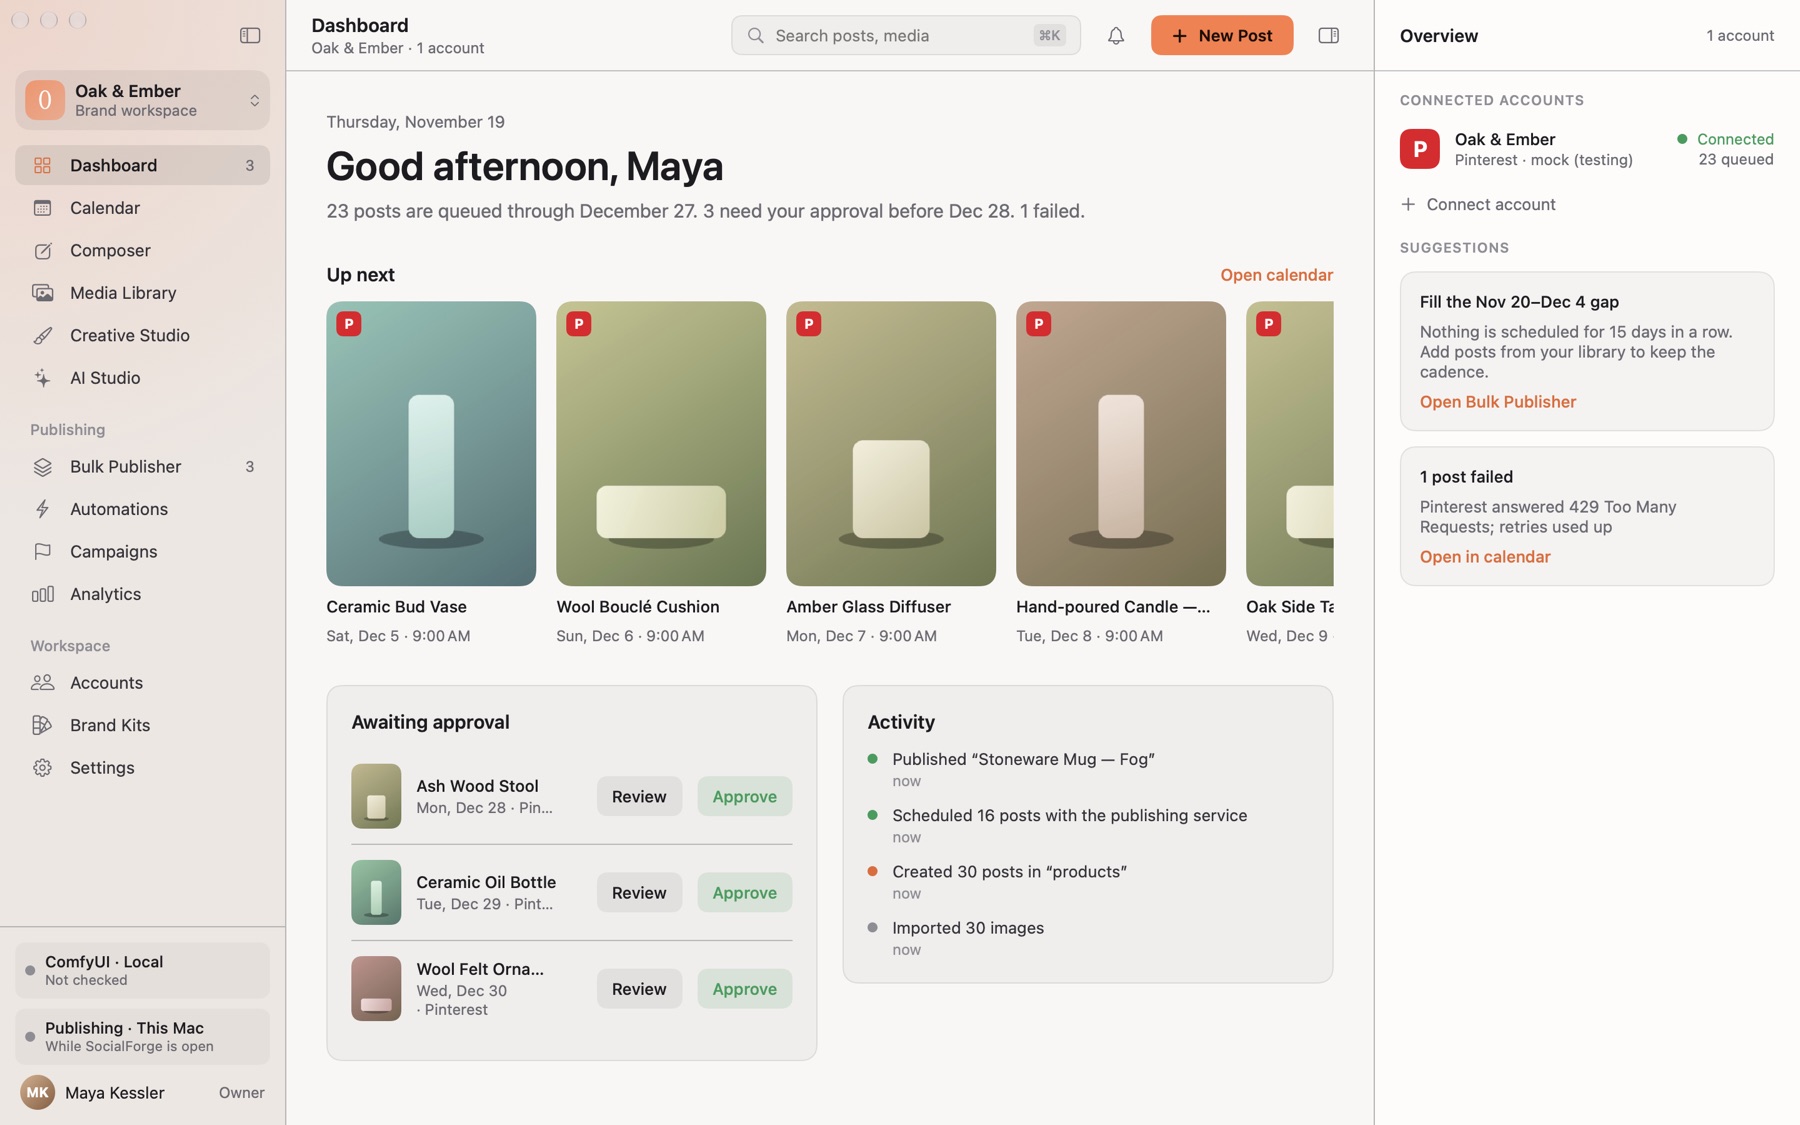 Oak & Ember
Brand workspace
Dashboard 3
Calendar
Composer
Media Library
Creative Studio
AI Studio
Publishing
Bulk Publisher 3
Automations
Campaigns
Analytics
Workspace
Accounts
Brand Kits
Settings
ComfyUI · Local
Not checked
Publishing · This Mac
While SocialForge is open
MK Maya Kessler Owner
Dashboard
Oak & Ember · 1 account
Search posts, media ⌘K
+ New Post
Thursday, November 19
Good afternoon, Maya
23 posts are queued through December 27. 3 need your approval before Dec 28. 1 failed.
Up next Open calendar
P P P P P
Ceramic Bud Vase
Sat, Dec 5 · 9:00 AM
Wool Bouclé Cushion
Sun, Dec 6 · 9:00 AM
Amber Glass Diffuser
Mon, Dec 7 · 9:00 AM
Hand-poured Candle —...
Tue, Dec 8 · 9:00 AM
Oak Side Ta
Wed, Dec 9 ·
Awaiting approval
Ash Wood Stool
Mon, Dec 28 · Pin...
Review Approve
Ceramic Oil Bottle
Tue, Dec 29 · Pint...
Review Approve
Wool Felt Orna...
Wed, Dec 30
· Pinterest
Review Approve
Activity
Published “Stoneware Mug — Fog”
now
Scheduled 16 posts with the publishing service
now
Created 30 posts in “products”
now
Imported 30 images
now
Overview 1 account
CONNECTED ACCOUNTS
P
Oak & Ember Connected
Pinterest · mock (testing) 23 queued
+ Connect account
SUGGESTIONS
Fill the Nov 20–Dec 4 gap
Nothing is scheduled for 15 days in a row.
Add posts from your library to keep the
cadence.
Open Bulk Publisher
1 post failed
Pinterest answered 429 Too Many
Requests; retries used up
Open in calendar